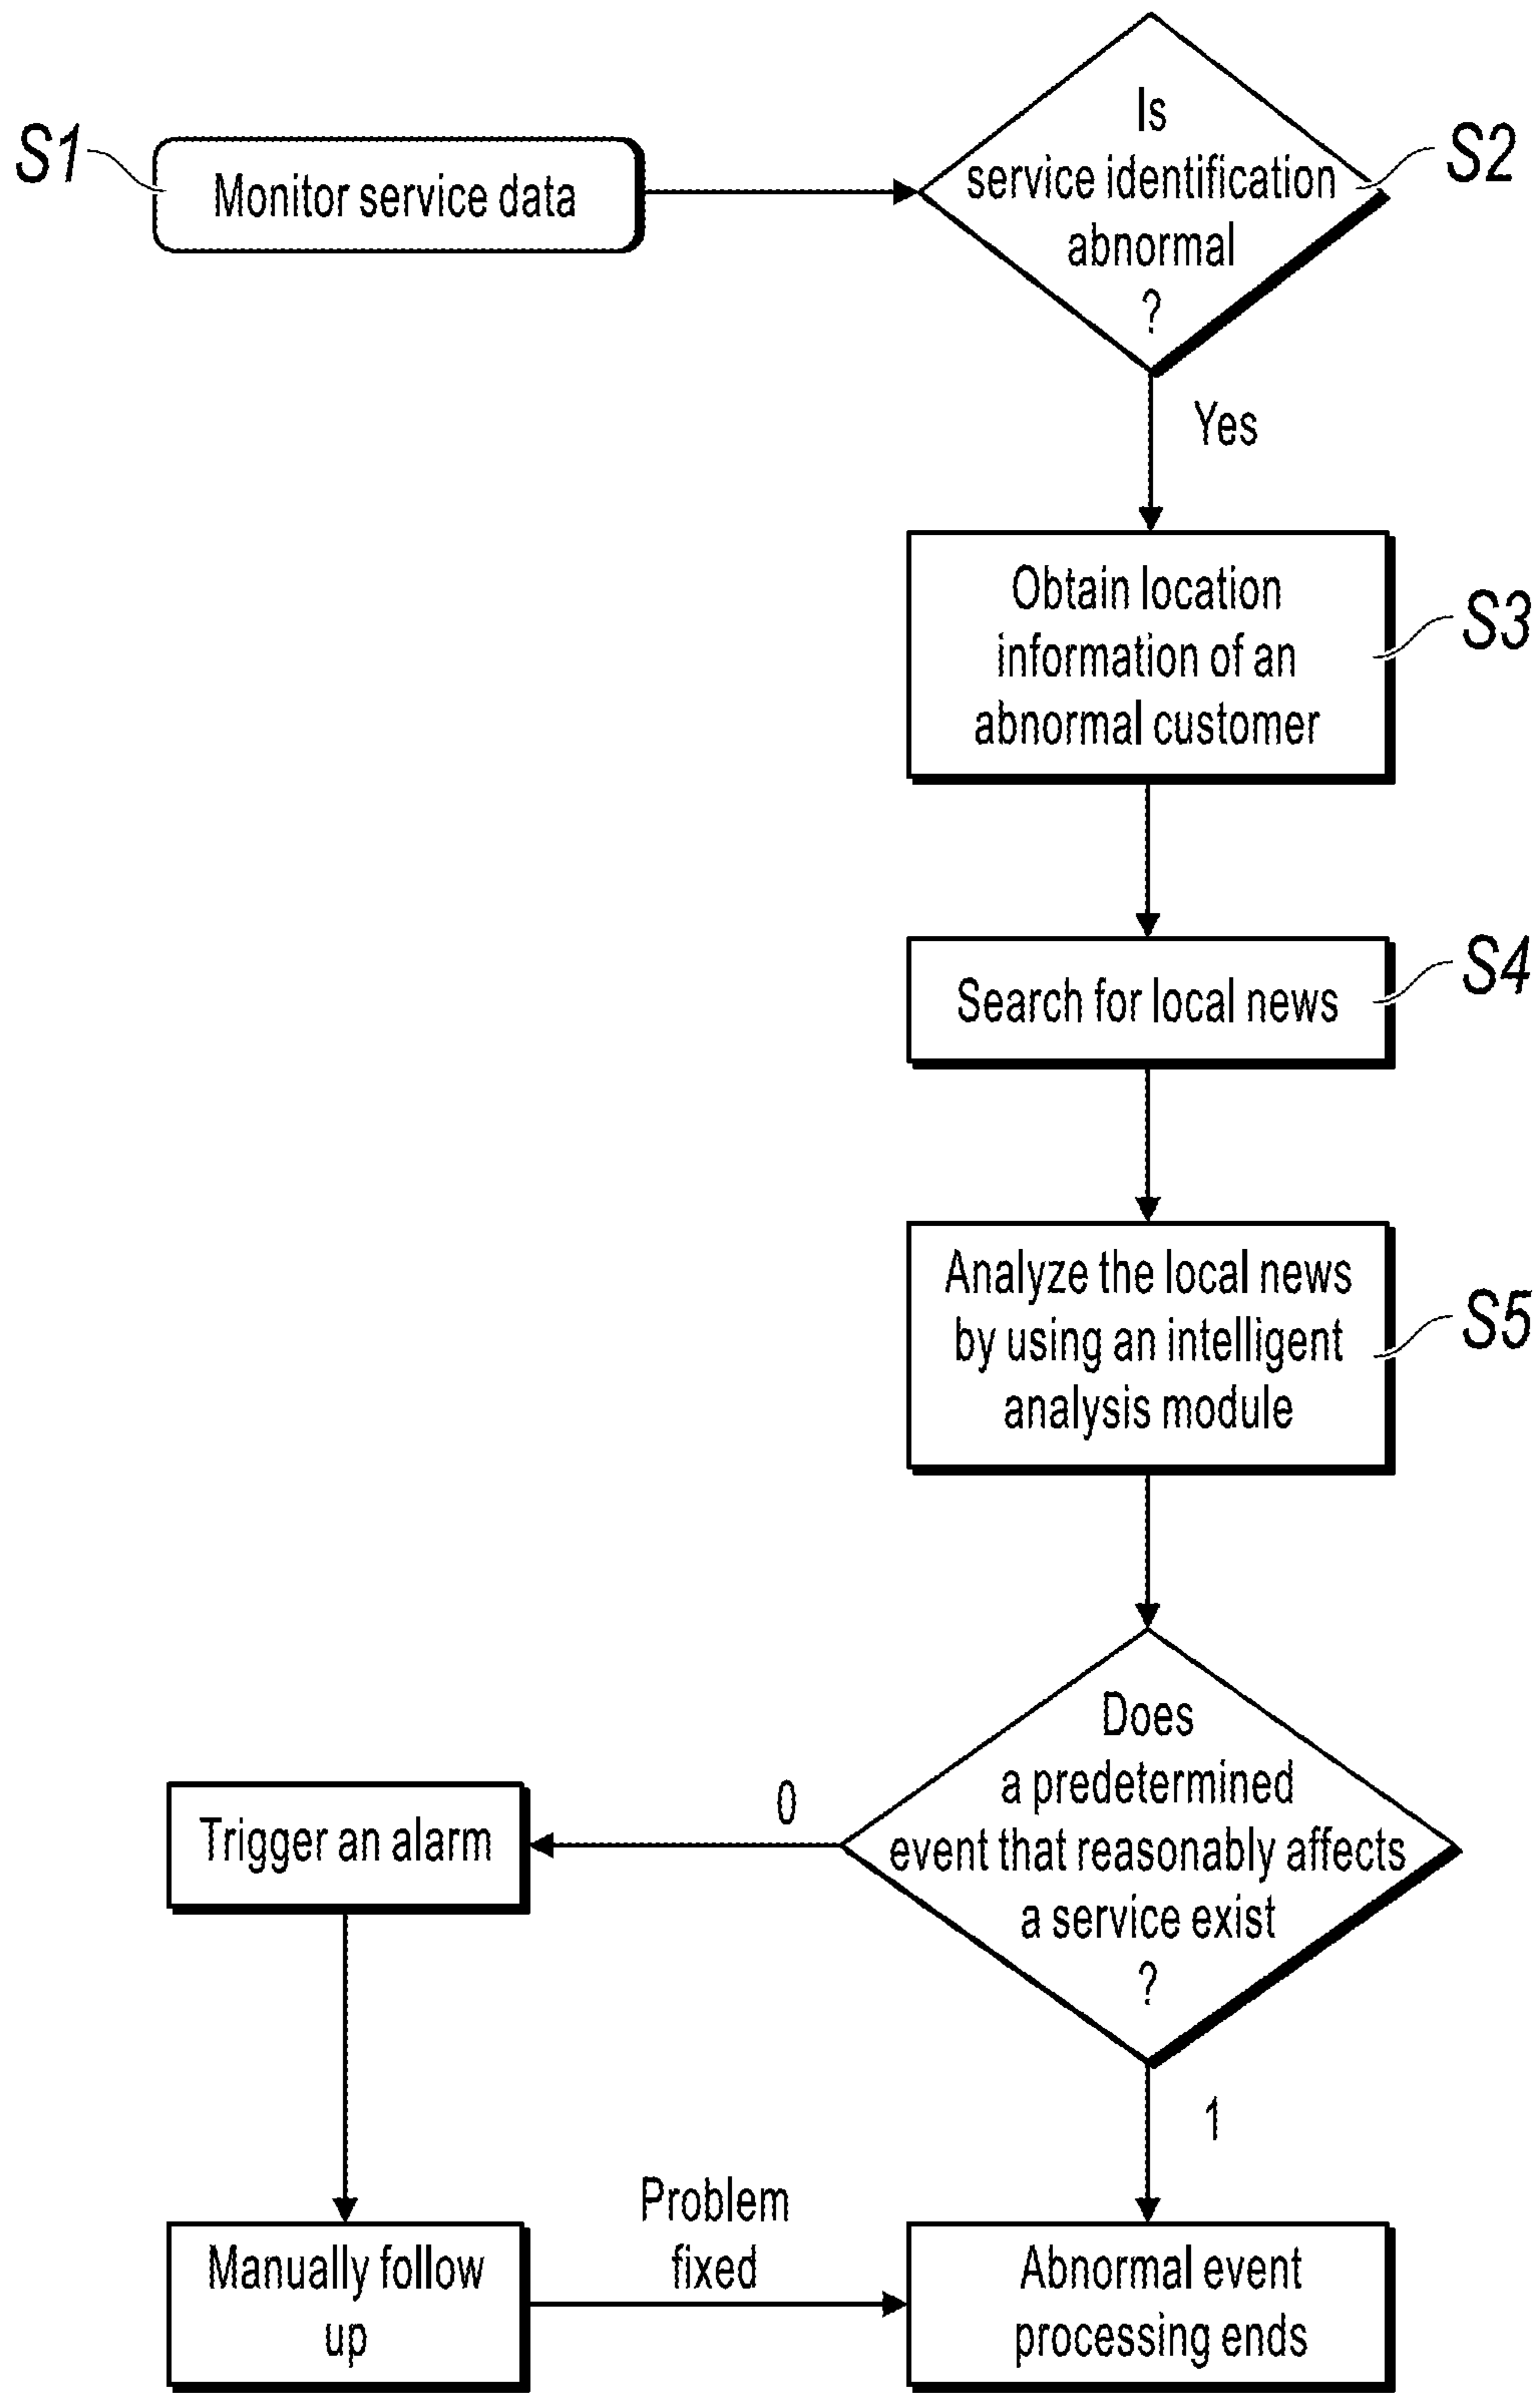 S1
Monitor service data
Is
service identification
abnormal
?
S2
Yes
Obtain location
information of an
abnormal customer
S3
Search for local news
S4
Analyze the local news
by using an intelligent
analysis module
S5
Does
a predetermined
event that reasonably affects
a service exist
?
0
Trigger an alarm
1
Manually follow
up
Problem
fixed
Abnormal event
processing ends